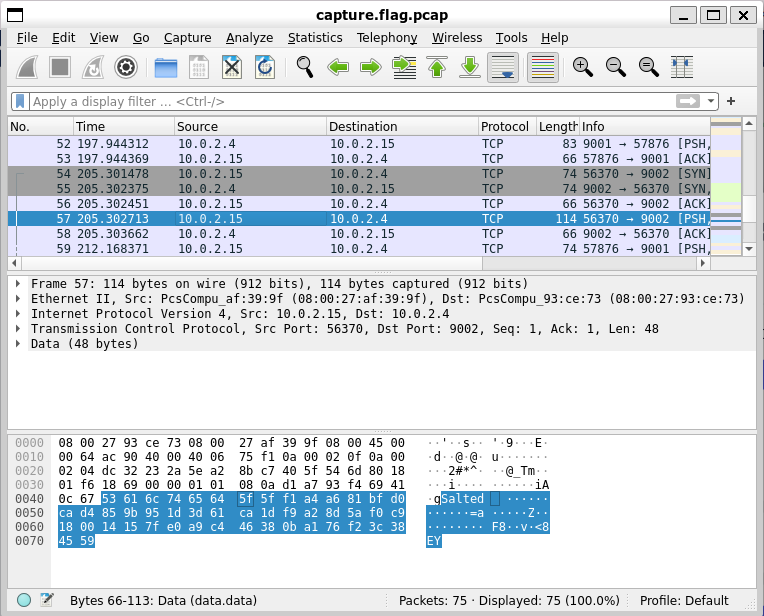 capture.flag.pcap
File Edit View Go Capture Analyze Statistics Telephony Wireless Tools Help
Apply a display filter ... <Ctrl-/>
No. Time Source Destination Protocol Length Info
52 197.944312 10.0.2.4 10.0.2.15 TCP 83 9001 → 57876 [PSH,
53 197.944369 10.0.2.15 10.0.2.4 TCP 66 57876 → 9001 [ACK]
54 205.301478 10.0.2.15 10.0.2.4 TCP 74 56370 → 9002 [SYN]
55 205.302375 10.0.2.4 10.0.2.15 TCP 74 9002 → 56370 [SYN,
56 205.302451 10.0.2.15 10.0.2.4 TCP 66 56370 → 9002 [ACK]
57 205.302713 10.0.2.15 10.0.2.4 TCP 114 56370 → 9002 [PSH,
58 205.303662 10.0.2.4 10.0.2.15 TCP 66 9002 → 56370 [ACK]
59 212.168371 10.0.2.15 10.0.2.4 TCP 74 57876 → 9001 [PSH,
Frame 57: 114 bytes on wire (912 bits), 114 bytes captured (912 bits)
Ethernet II, Src: PcsCompu_af:39:9f (08:00:27:af:39:9f), Dst: PcsCompu_93:ce:73 (08:00:27:93:ce:73)
Internet Protocol Version 4, Src: 10.0.2.15, Dst: 10.0.2.4
Transmission Control Protocol, Src Port: 56370, Dst Port: 9002, Seq: 1, Ack: 1, Len: 48
Data (48 bytes)
0000 08 00 27 93 ce 73 08 00 27 af 39 9f 08 00 45 00 ··'··s·· '·9···E·
0010 00 64 ac 90 40 00 40 06 75 f1 0a 00 02 0f 0a 00 ·d··@·@· u·······
0020 02 04 dc 32 23 2a 5e a2 8b c7 40 5f 54 6d 80 18 ···2#*^· ··@_Tm··
0030 01 f6 18 69 00 00 01 01 08 0a d1 a7 93 f4 69 41 ···i···· ······iA
0040 0c 67 53 61 6c 74 65 64 5f 5f f1 a4 a6 81 bf d0 ·gSalted ········
0050 ca d4 85 9b 95 1d 3d 61 ca 1d f9 a2 8d 5a f0 c9 ······=a ·····Z··
0060 18 00 14 15 7f e0 a9 c4 46 38 0b a1 76 f2 3c 38 ········ F8··v·<8
0070 45 59 EY
Bytes 66-113: Data (data.data) Packets: 75 · Displayed: 75 (100.0%) Profile: Default